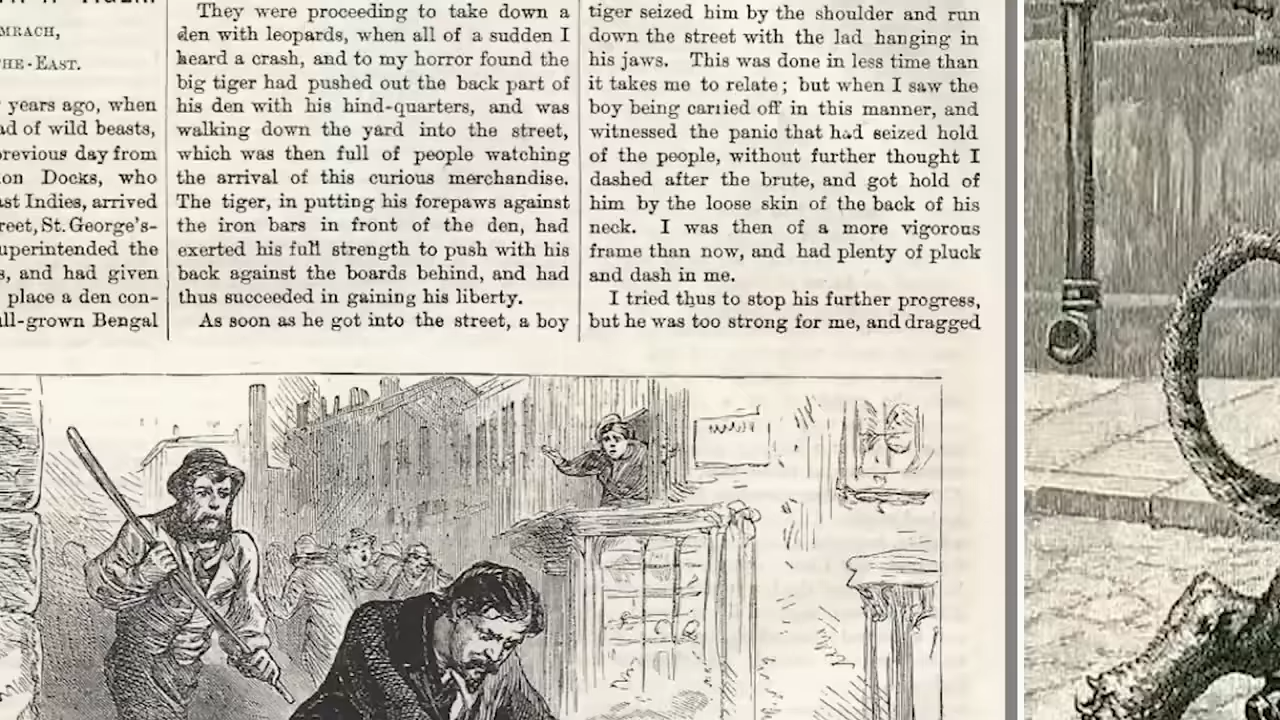 MRACH,
HE-EAST.
years ago, when
ad of wild beasts,
previous day from
on Docks, who
ast Indies, arrived
reet, St. George's-
uperintended the
s, and had given
place a den con-
ull-grown Bengal
They were proceeding to take down a
den with leopards, when all of a sudden I
heard a crash, and to my horror found the
big tiger had pushed out the back part of
his den with his hind-quarters, and was
walking down the yard into the street,
which was then full of people watching
the arrival of this curious merchandise.
The tiger, in putting his forepaws against
the iron bars in front of the den, had
exerted his full strength to push with his
back against the boards behind, and had
thus succeeded in gaining his liberty.
As soon as he got into the street, a boy
tiger seized him by the shoulder and run
down the street with the lad hanging in
his jaws. This was done in less time than
it takes me to relate; but when I saw the
boy being carried off in this manner, and
witnessed the panic that had seized hold
of the people, without further thought I
dashed after the brute, and got hold of
him by the loose skin of the back of his
neck. I was then of a more vigorous
frame than now, and had plenty of pluck
and dash in me.
I tried thus to stop his further progress,
but he was too strong for me, and dragged